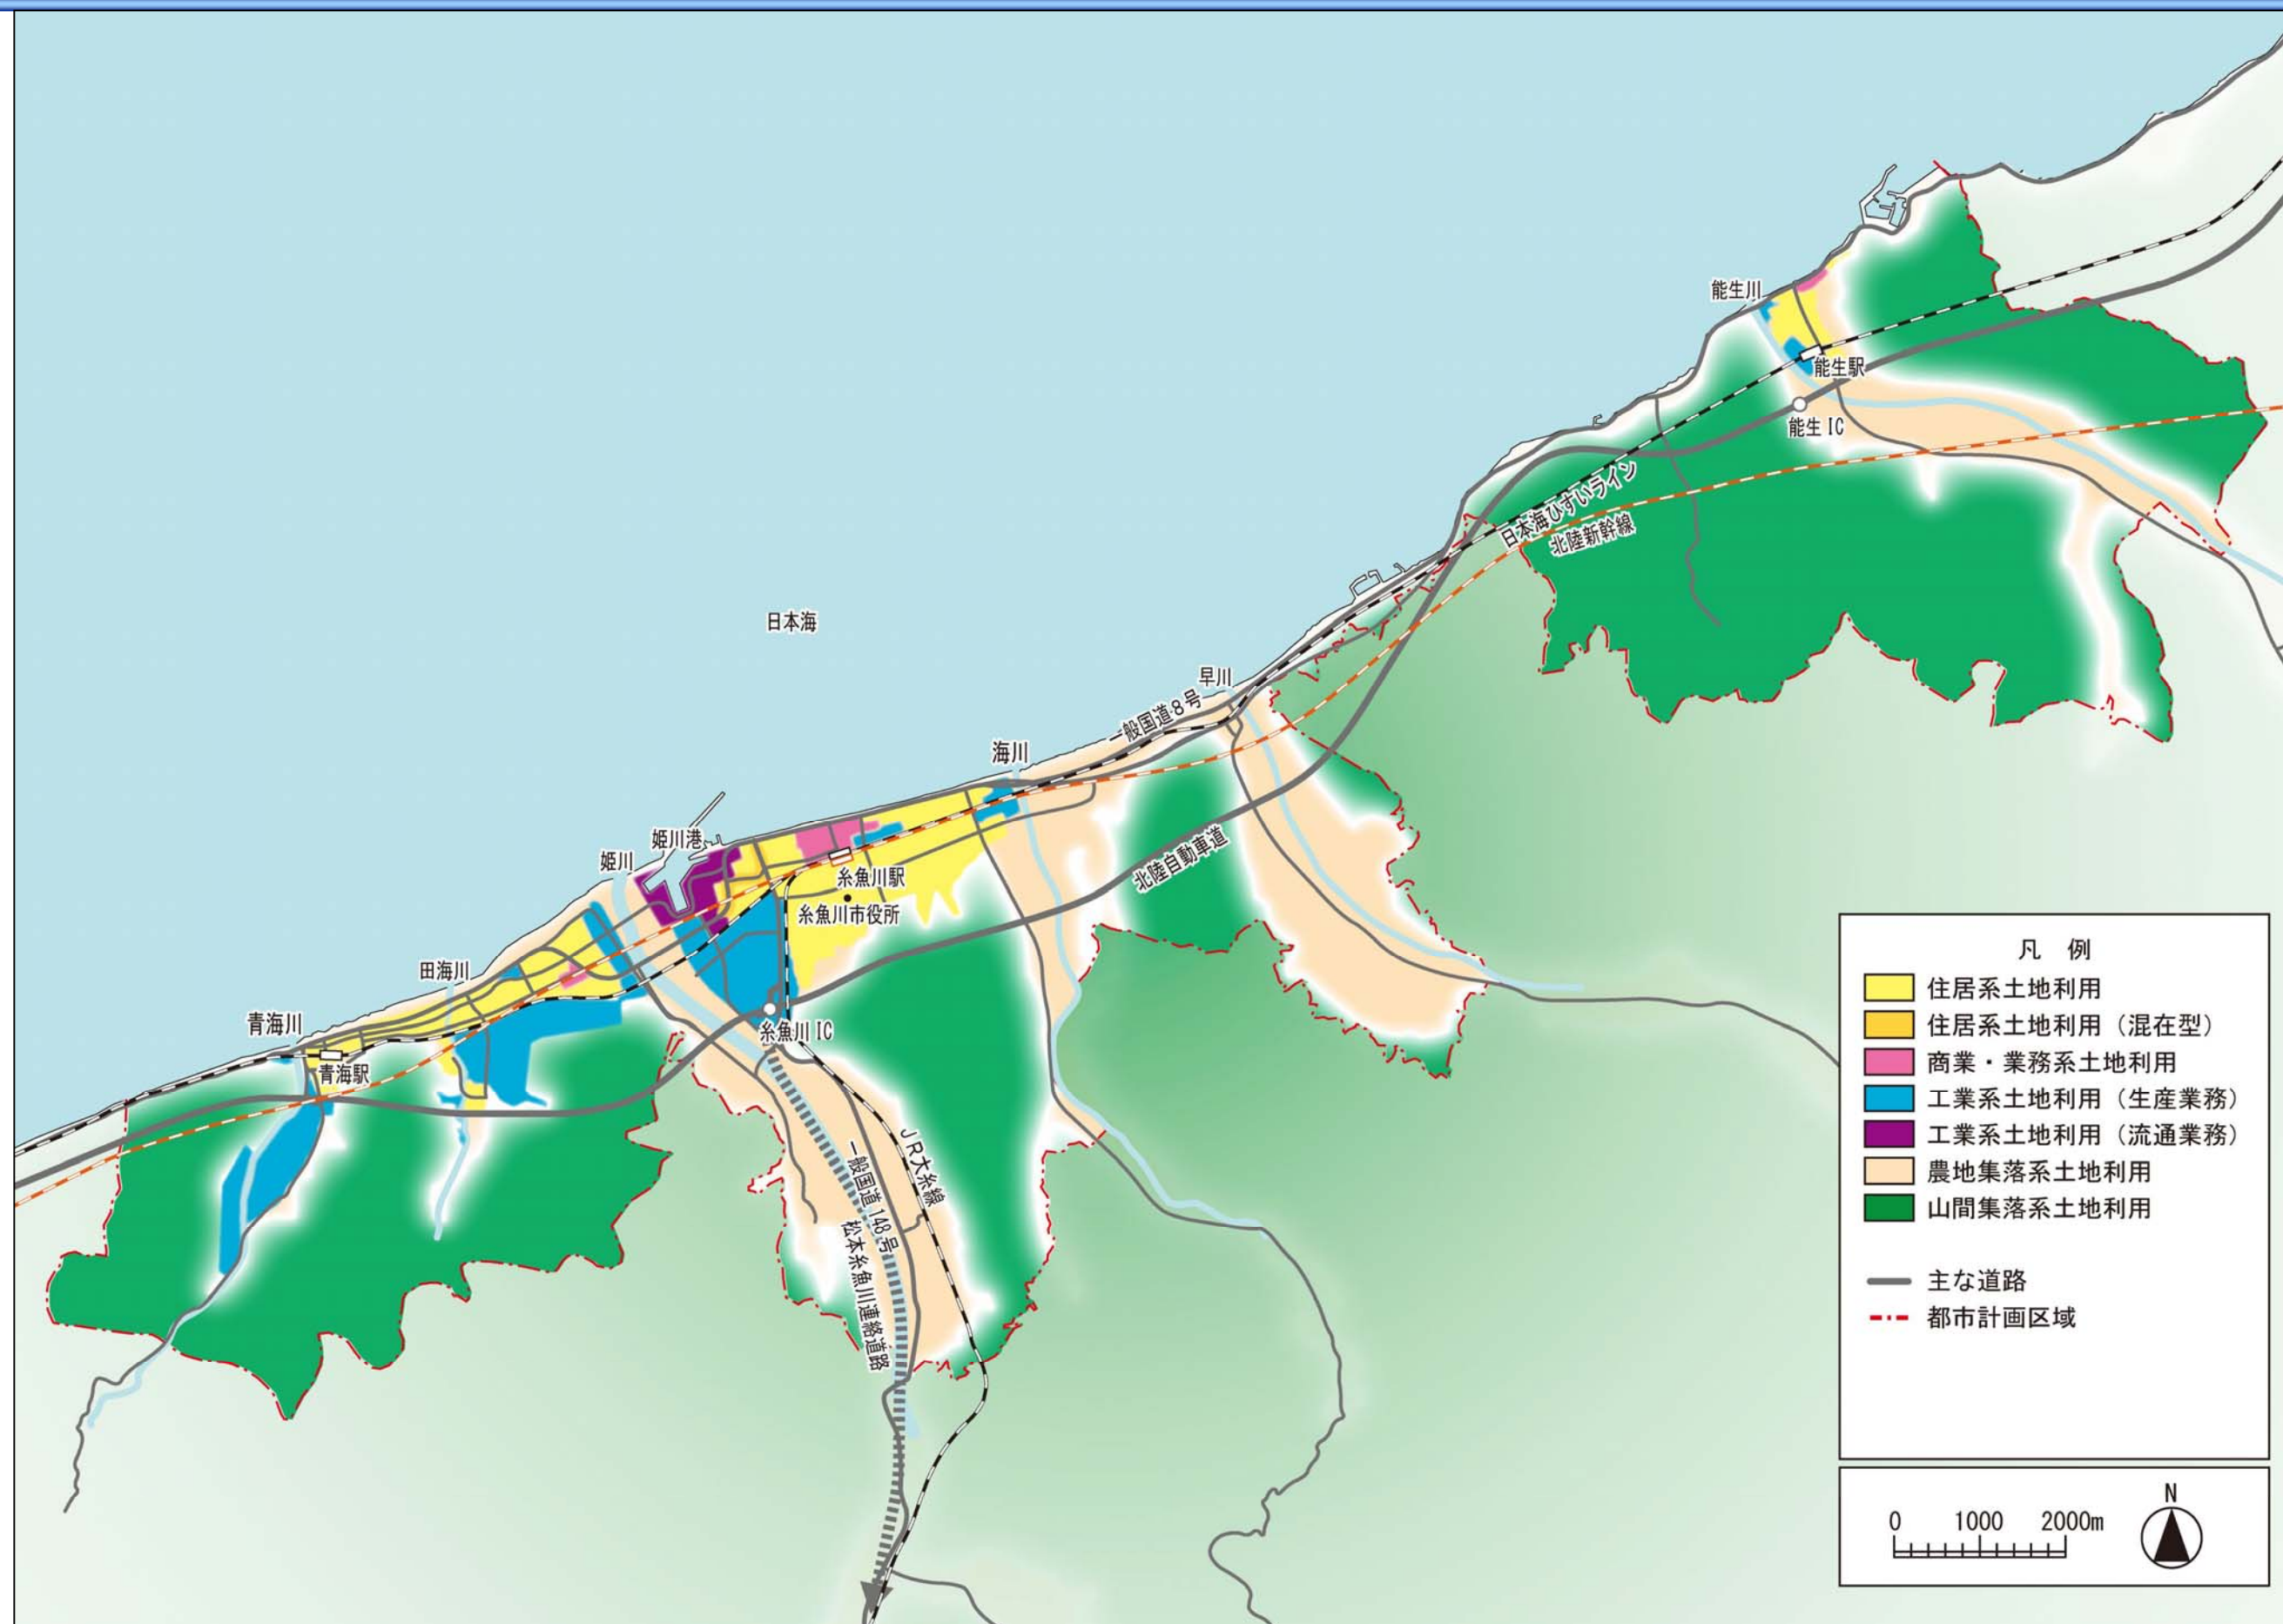 能生川
能生駅
能生 IC
日本海ひすいライン
北陸新幹線
日本海
早川
一般国道8号
海川
姫川港
姫川
糸魚川駅
糸魚川市役所
北陸自動車道
田海川
青海川
青海駅
糸魚川 IC
JR大糸線
一般国道148号
松本糸魚川連絡道路
凡 例
住居系土地利用
住居系土地利用（混在型）
商業・業務系土地利用
工業系土地利用（生産業務）
工業系土地利用（流通業務）
農地集落系土地利用
山間集落系土地利用
主な道路
都市計画区域
N
0 1000 2000m